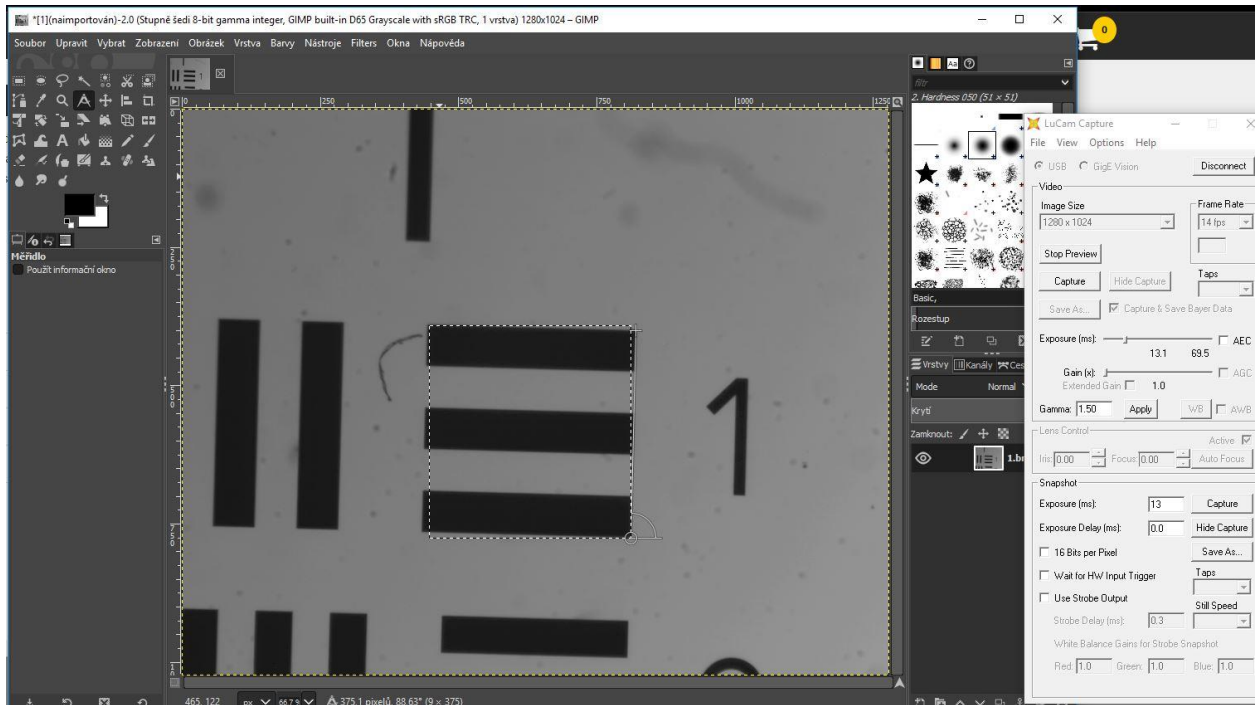 *[1](naimportován)-2.0 (Stupně šedi 8-bit gamma integer, GIMP built-in D65 Grayscale with sRGB TRC, 1 vrstva) 1280x1024 – GIMP
Soubor Upravit Vybrat Zobrazení Obrázek Vrstva Barvy Nástroje Filters Okna Nápověda
0 250 500 750 1000 1250
0
250
500
750
Měřidlo
Použít informační okno
1
filtr
2. Hardness 050 (51 × 51)
Basic,
Rozestup
Vrstvy Kanály Ces
Mode Normal
Krytí
Zamknout:
465, 122 px 66,7 % 375.1 pixelů, 88.63° (9 × 375)
0
LuCam Capture
File View Options Help
USB GigE Vision Disconnect
Video
Image Size
1280 x 1024
Frame Rate
14 fps
Stop Preview
Capture Hide Capture
Taps
Save As... Capture & Save Bayer Data
Exposure (ms): 13.1 69.5 AEC
Gain (x): 1.0 AGC
Extended Gain
Gamma: 1.50 Apply WB AWB
Lens Control
Active
Iris: 0.00 Focus: 0.00 Auto Focus
Snapshot
Exposure (ms): 13 Capture
Exposure Delay (ms): 0.0 Hide Capture
16 Bits per Pixel Save As...
Wait for HW Input Trigger Taps
Use Strobe Output Still Speed
Strobe Delay (ms): 0.3
White Balance Gains for Strobe Snapshot
Red: 1.0 Green: 1.0 Blue: 1.0